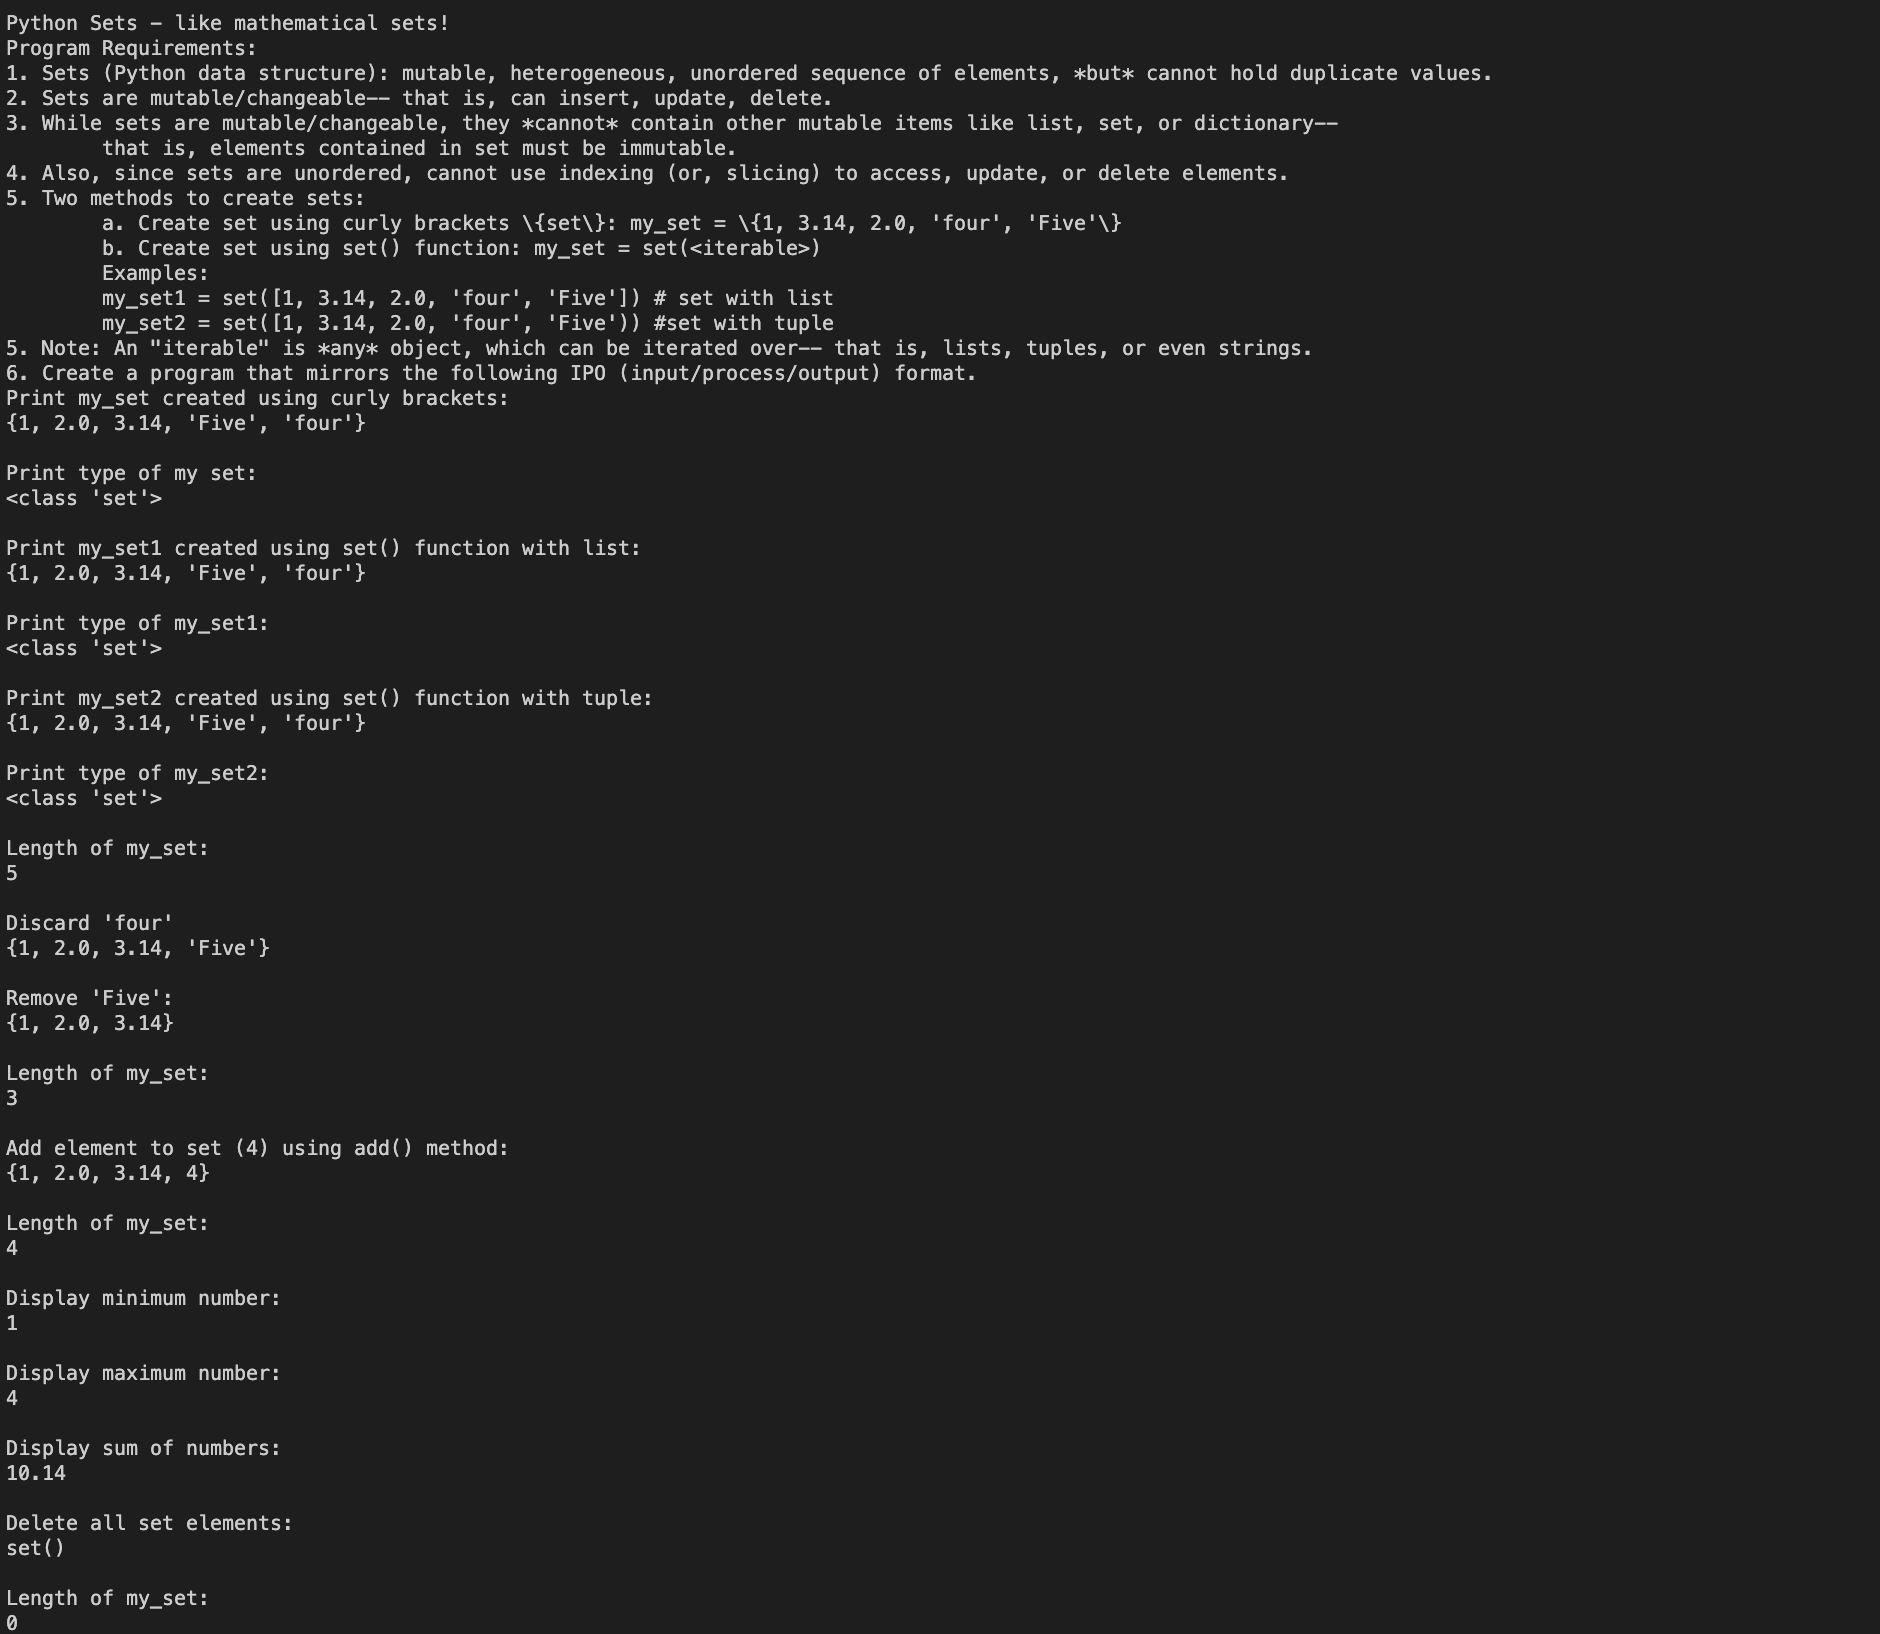 Python Sets - like mathematical sets!
Program Requirements:
1. Sets (Python data structure): mutable, heterogeneous, unordered sequence of elements, *but* cannot hold duplicate values.
2. Sets are mutable/changeable-- that is, can insert, update, delete.
3. While sets are mutable/changeable, they *cannot* contain other mutable items like list, set, or dictionary--
        that is, elements contained in set must be immutable.
4. Also, since sets are unordered, cannot use indexing (or, slicing) to access, update, or delete elements.
5. Two methods to create sets:
        a. Create set using curly brackets \{set\}: my_set = \{1, 3.14, 2.0, 'four', 'Five'\}
        b. Create set using set() function: my_set = set(<iterable>)
        Examples:
        my_set1 = set([1, 3.14, 2.0, 'four', 'Five']) # set with list
        my_set2 = set([1, 3.14, 2.0, 'four', 'Five')) #set with tuple
5. Note: An "iterable" is *any* object, which can be iterated over-- that is, lists, tuples, or even strings.
6. Create a program that mirrors the following IPO (input/process/output) format.
Print my_set created using curly brackets:
{1, 2.0, 3.14, 'Five', 'four'}

Print type of my set:
<class 'set'>

Print my_set1 created using set() function with list:
{1, 2.0, 3.14, 'Five', 'four'}

Print type of my_set1:
<class 'set'>

Print my_set2 created using set() function with tuple:
{1, 2.0, 3.14, 'Five', 'four'}

Print type of my_set2:
<class 'set'>

Length of my_set:
5

Discard 'four'
{1, 2.0, 3.14, 'Five'}

Remove 'Five':
{1, 2.0, 3.14}

Length of my_set:
3

Add element to set (4) using add() method:
{1, 2.0, 3.14, 4}

Length of my_set:
4

Display minimum number:
1

Display maximum number:
4

Display sum of numbers:
10.14

Delete all set elements:
set()

Length of my_set:
0